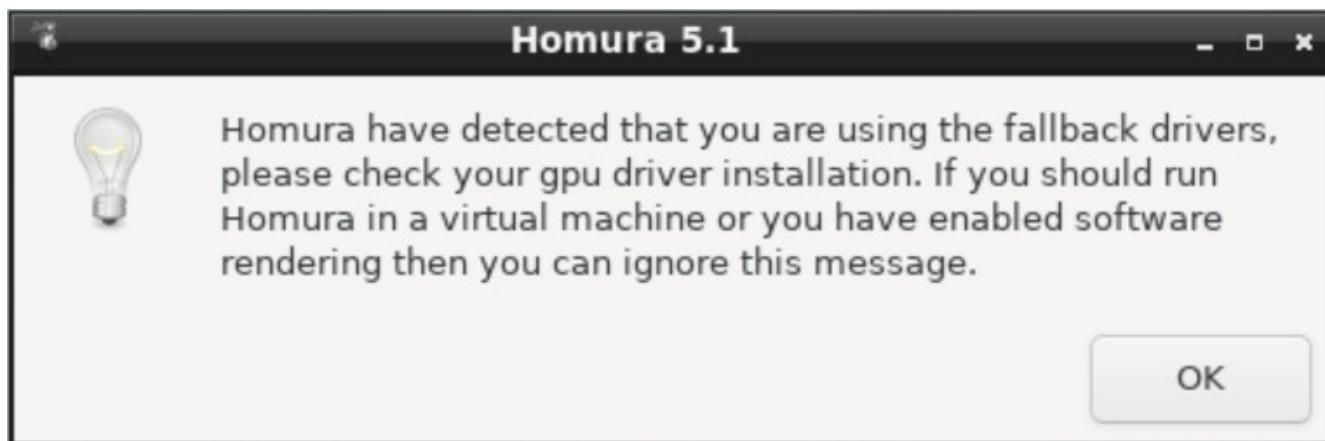 Homura 5.1
Homura have detected that you are using the fallback drivers,
please check your gpu driver installation. If you should run
Homura in a virtual machine or you have enabled software
rendering then you can ignore this message.
OK